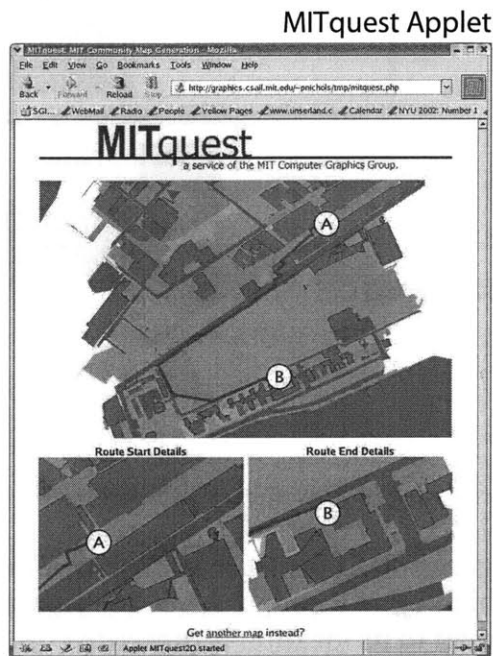 MITquest Applet
MITquest: MIT Community Map Generation - Mozilla
File Edit View Go Bookmarks Tools Window Help
Back Forward Reload Stop http://graphics.csail.mit.edu/~pnichols/tmp/mitquest.php
SGI... WebMail Radio People Yellow Pages www.unserland.c Calendar NYU 2002: Number 1
MITquest
a service of the MIT Computer Graphics Group.
A
B
Route Start Details Route End Details
A B
Get another map instead?
Applet MITquest2D started